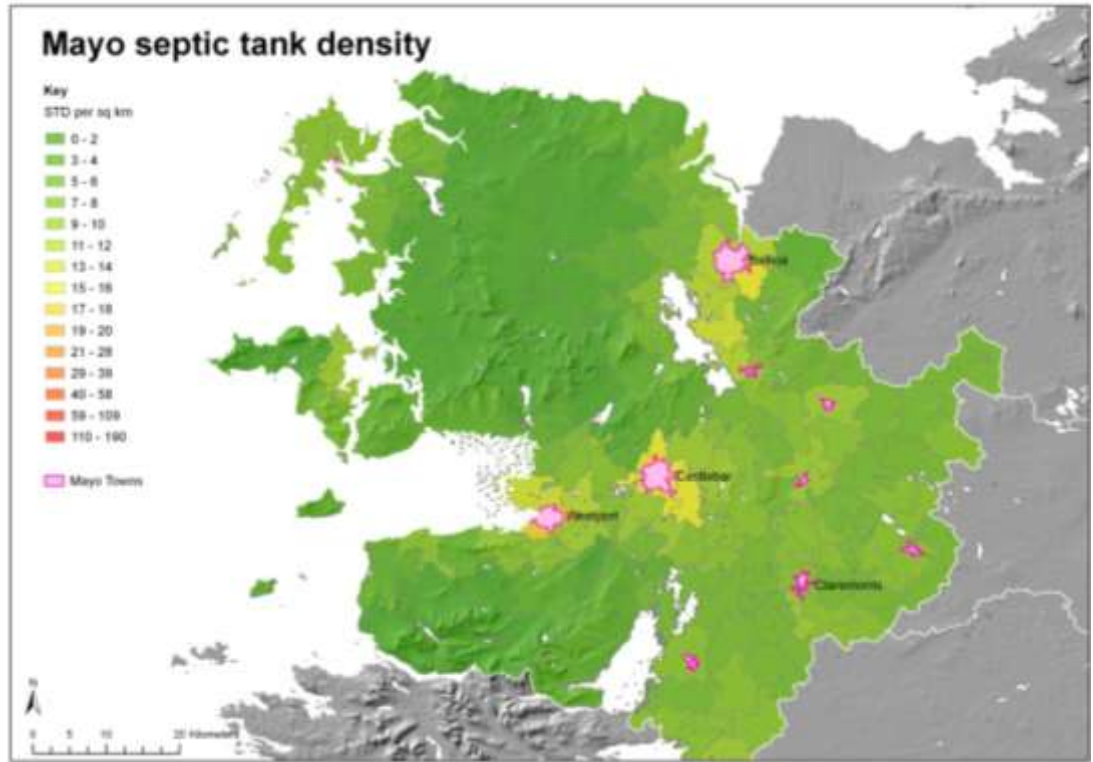 Mayo septic tank density
Key
STD per sq km
0 - 2
3 - 4
5 - 6
7 - 8
9 - 10
11 - 12
13 - 14
15 - 16
17 - 18
19 - 20
21 - 28
29 - 39
40 - 58
59 - 109
110 - 190
Mayo Towns
Ballina
Castlebar
Westport
Claremorris
N
0 5 10 20 Kilometers